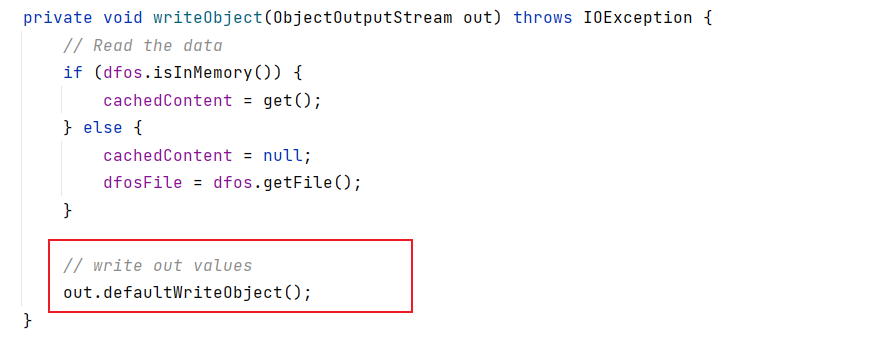 private void writeObject(ObjectOutputStream out) throws IOException {
// Read the data
if (dfos.isInMemory()) {
cachedContent = get();
} else {
cachedContent = null;
dfosFile = dfos.getFile();
}
// write out values
out.defaultWriteObject();
}